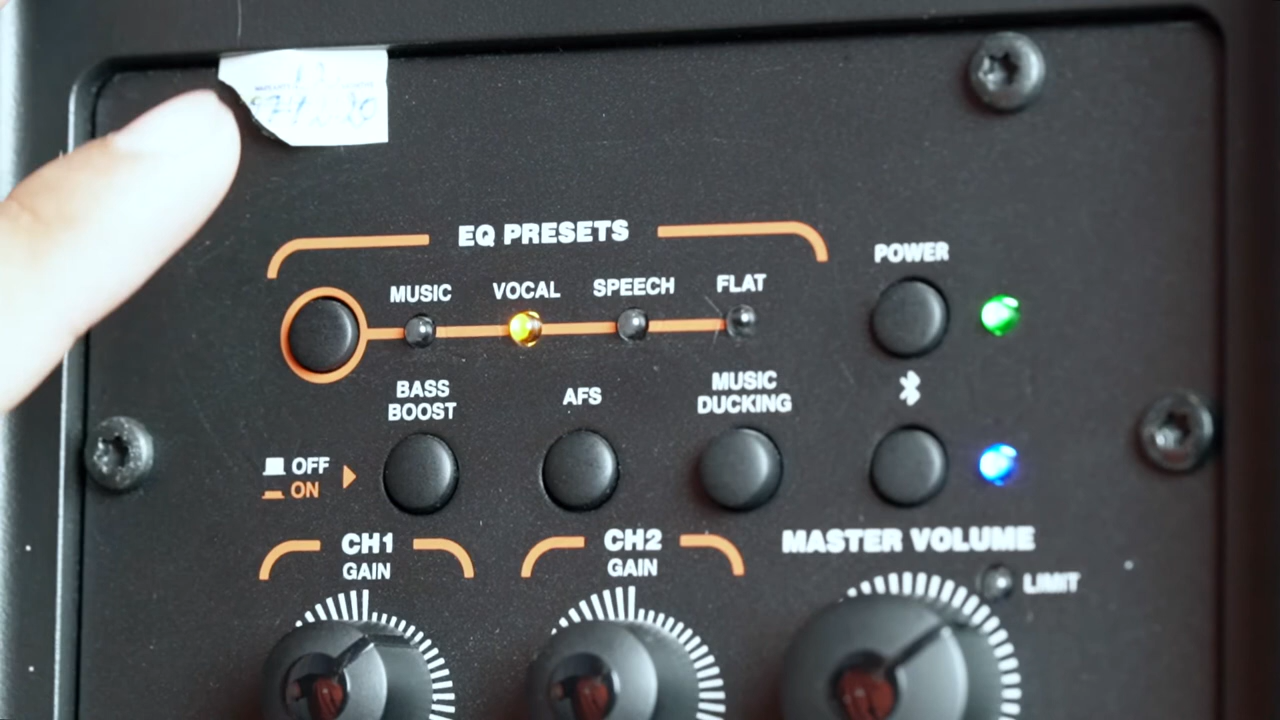 EQ PRESETS
POWER
MUSIC VOCAL SPEECH FLAT
BASS BOOST
AFS
MUSIC DUCKING
OFF
ON
CH1
GAIN
CH2
GAIN
MASTER VOLUME
LIMIT